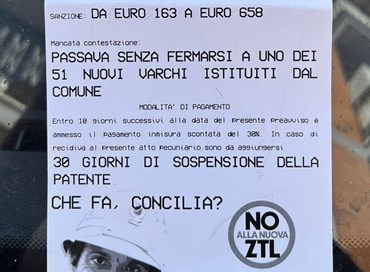 SANZIONE: DA EURO 163 A EURO 658
Mancata contestazione:
PASSAVA SENZA FERMARSI A UNO DEI
51 NUOVI VARCHI ISTITUITI DAL
COMUNE
MODALITA' DI PAGAMENTO
Entro 10 giorni successivi alla data del presente preavviso è
ammesso il pagamento inmisura scontata del 30%. In caso di
recidiva al presente atto pecuniario,sono da aggiungersi
30 GIORNI DI SOSPENSIONE DELLA
PATENTE
CHE FA, CONCILIA?
NO
ALLA NUOVA
ZTL